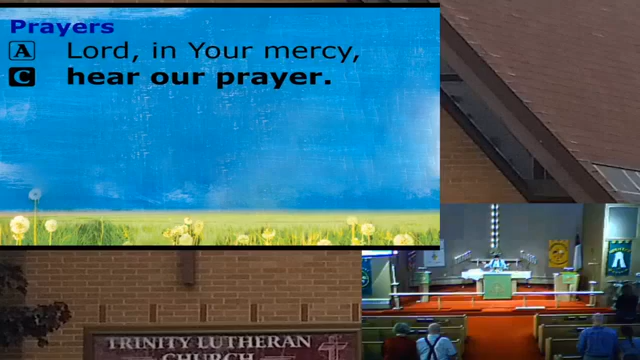 Prayers
A Lord, in Your mercy,
C hear our prayer.
TRINITY LUTHERAN
CHURCH